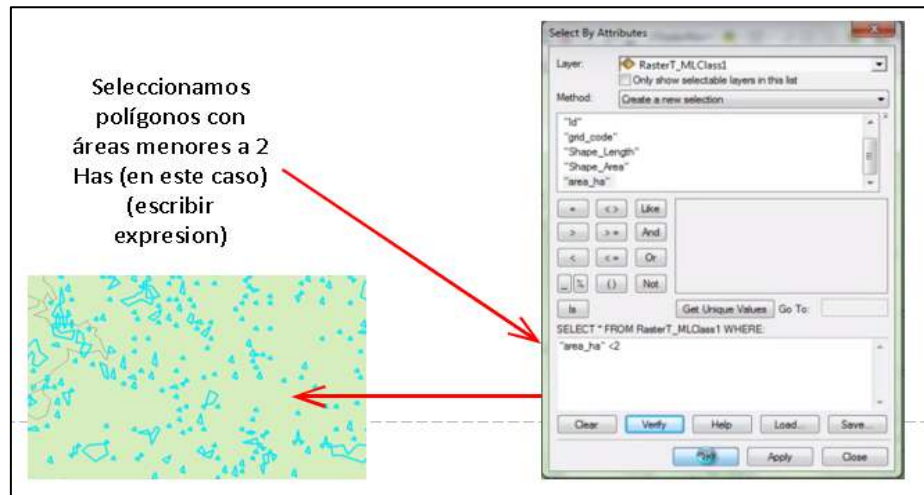 Seleccionamos
polígonos con
áreas menores a 2
Has (en este caso)
(escribir
expresion)
Select By Attributes
Layer: RasterT_MLClass1
Only show selectable layers in this list
Method: Create a new selection
"Id"
"grid_code"
"Shape_Length"
"Shape_Area"
"area_ha"
= <> Like
> >= And
< <= Or
_ % () Not
Is Get Unique Values Go To:
SELECT * FROM RasterT_MLClass1 WHERE:
"area_ha" <2
Clear Verify Help Load... Save...
Apply Close